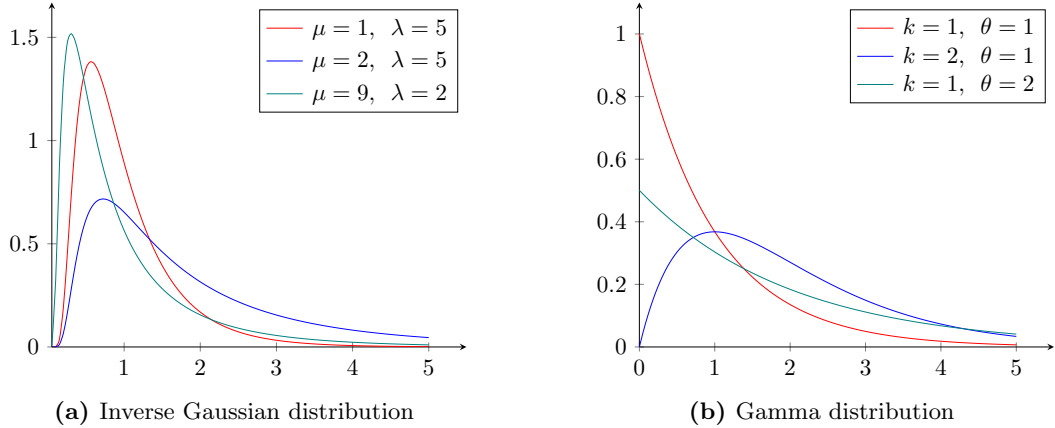 μ = 1, λ = 5
μ = 2, λ = 5
μ = 9, λ = 2
1.5
1
0.5
0
1 2 3 4 5
(a) Inverse Gaussian distribution
k = 1, θ = 1
k = 2, θ = 1
k = 1, θ = 2
1
0.8
0.6
0.4
0.2
0
0 1 2 3 4 5
(b) Gamma distribution